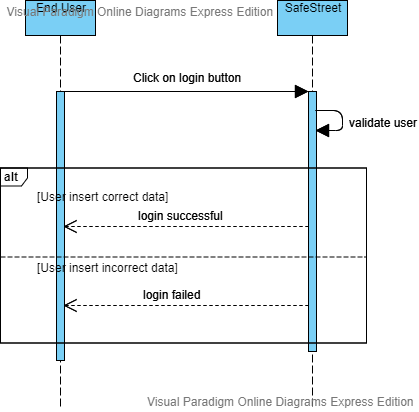 Visual Paradigm Online Diagrams Express Edition
End User
SafeStreet
Click on login button
validate user
alt
[User insert correct data]
login successful
[User insert incorrect data]
login failed
Visual Paradigm Online Diagrams Express Edition